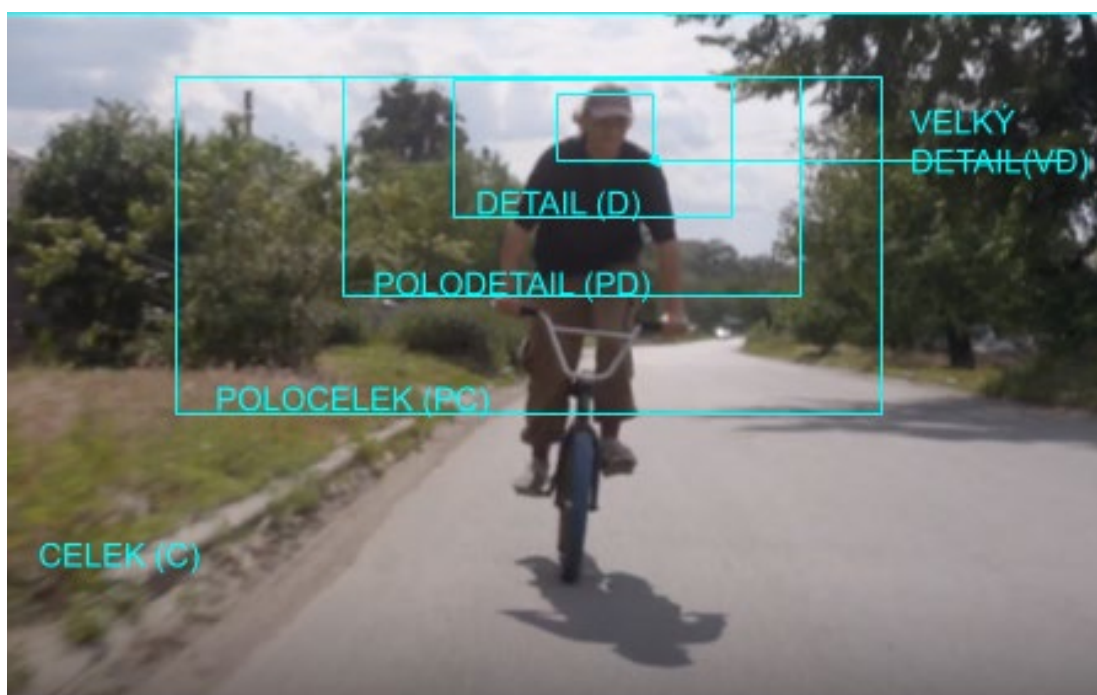 VELKÝ
DETAIL(VD)
DETAIL (D)
POLODETAIL (PD)
POLOCELEK (PC)
CELEK (C)